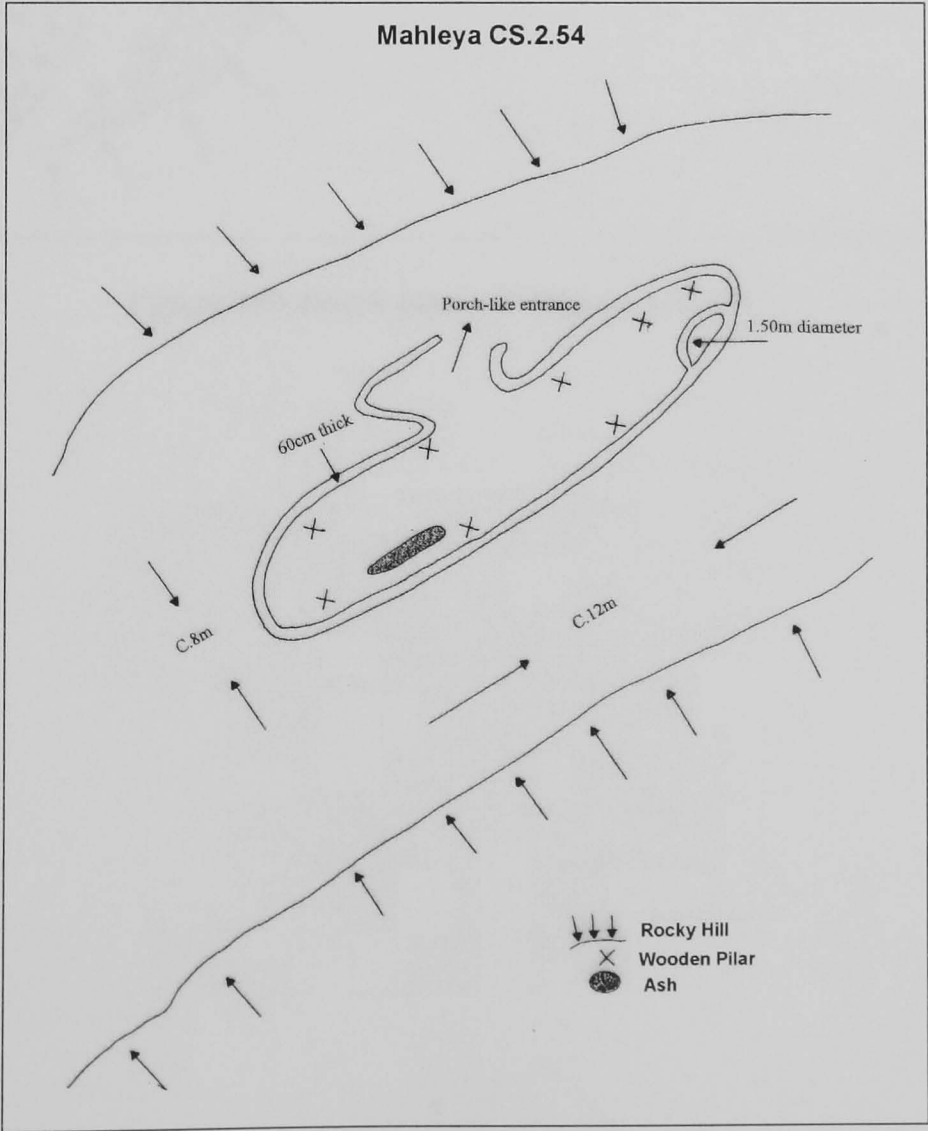 Mahleya CS.2.54
Porch-like entrance
1.50m diameter
60cm thick
C.8m
C.12m
Rocky Hill
Wooden Pilar
Ash